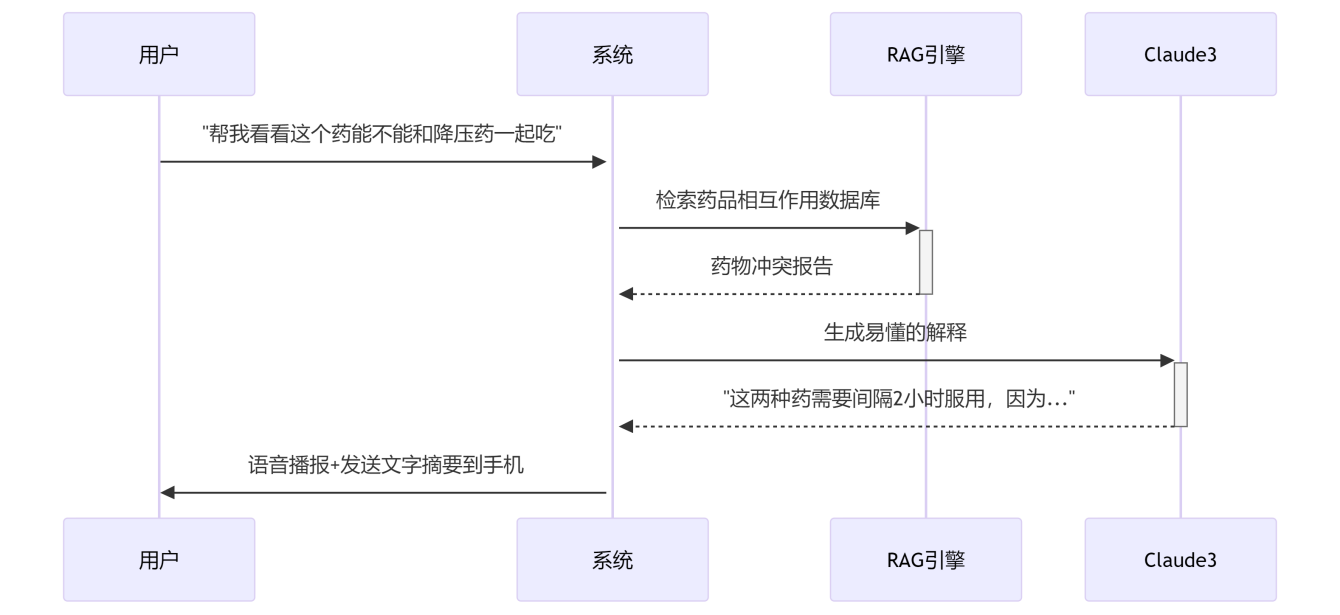 用户 系统 RAG引擎 Claude3
"帮我看看这个药能不能和降压药一起吃"
检索药品相互作用数据库
药物冲突报告
生成易懂的解释
"这两种药需要间隔2小时服用，因为..."
语音播报+发送文字摘要到手机
用户 系统 RAG引擎 Claude3